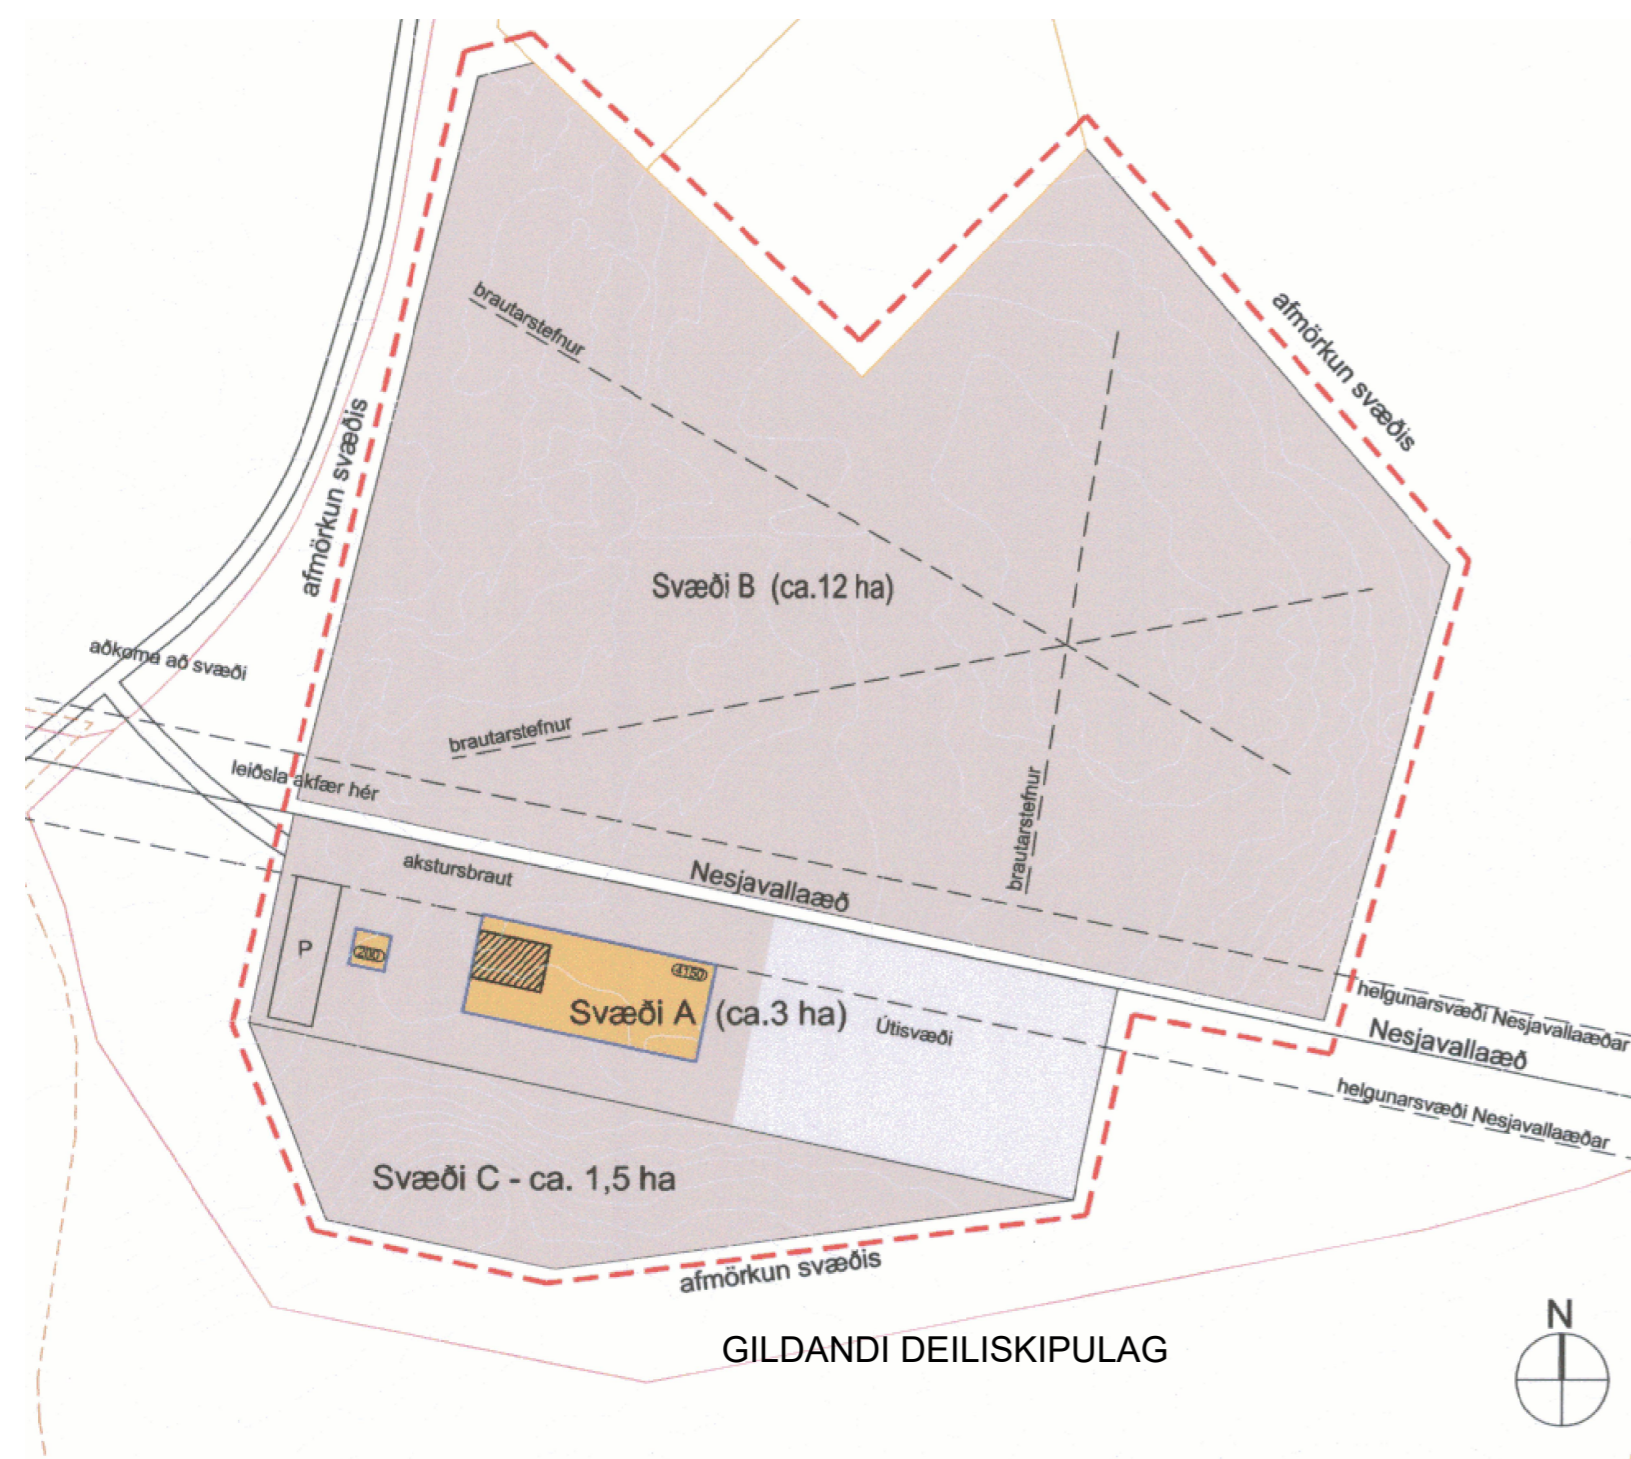 brautarstefnur
afmörkun svæðis
afmörkun svæðis
Svæði B (ca.12 ha)
aðkoma að svæði
brautarstefnur
leiðsla akfær hér
brautarstefnur
akstursbraut
Nesjavallaæð
P
200
4150
Svæði A (ca.3 ha)
Útisvæði
helgunarsvæði Nesjavallaæðar
Nesjavallaæð
helgunarsvæði Nesjavallaæðar
Svæði C - ca. 1,5 ha
afmörkun svæðis
GILDANDI DEILISKIPULAG
N